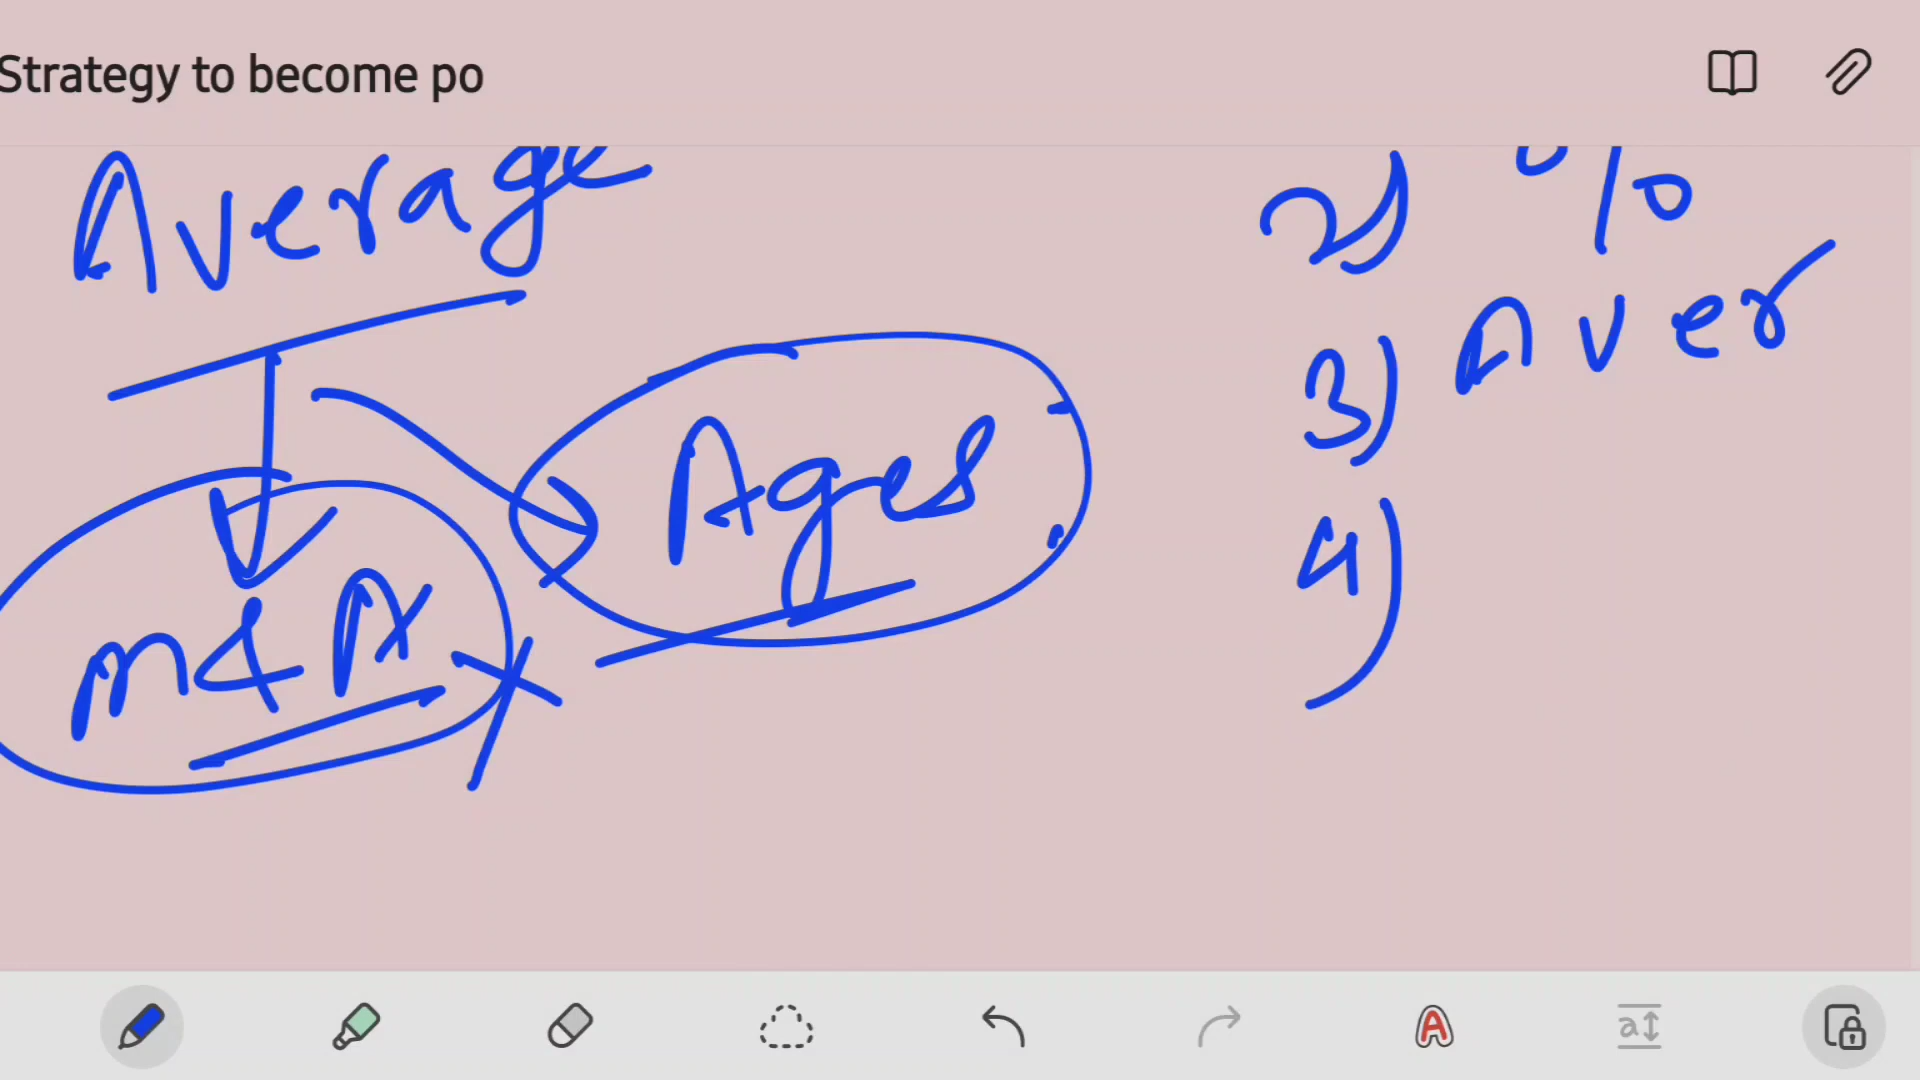 Strategy to become po
Average
Ages
M&A
2) %
3) Aver
4)